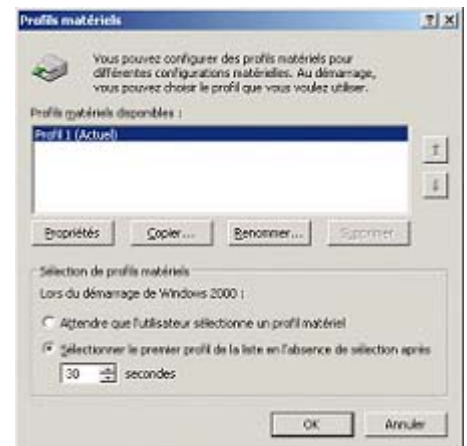 Profils matériels
Vous pouvez configurer des profils matériels pour
différentes configurations matérielles. Au démarrage,
vous pouvez choisir le profil que vous voulez utiliser.
Profils matériels disponibles :
Profil 1 (Actuel)
Propriétés Copier... Renommer... Supprimer
Sélection de profils matériels
Lors du démarrage de Windows 2000 :
Attendre que l'utilisateur sélectionne un profil matériel
Sélectionner le premier profil de la liste en l'absence de sélection après
30 secondes
OK Annuler